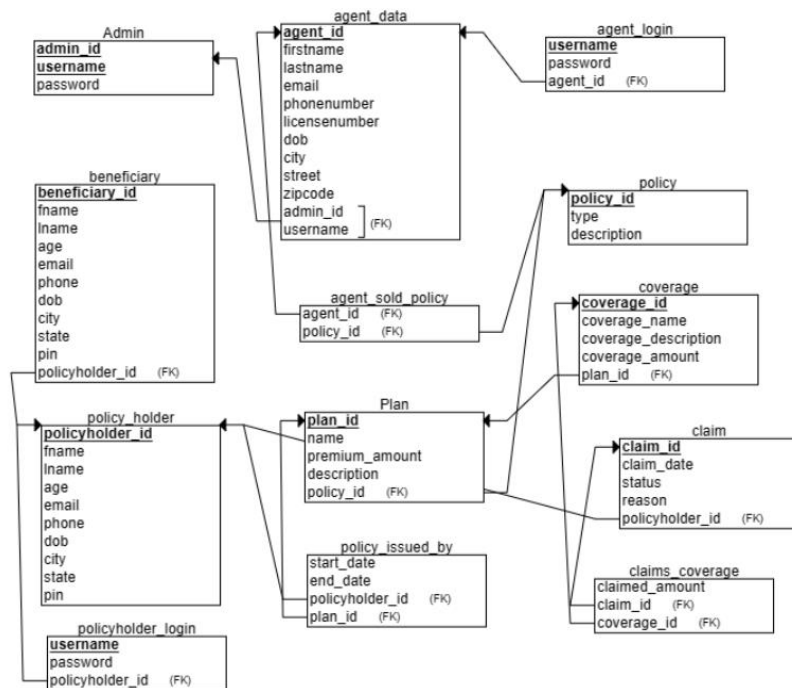 Admin
admin_id
username
password
agent_data
agent_id
firstname
lastname
email
phonenumber
licensenumber
dob
city
street
zipcode
admin_id
username
(FK)
agent_login
username
password
agent_id (FK)
beneficiary
beneficiary_id
fname
lname
age
email
phone
dob
city
state
pin
policyholder_id (FK)
policy
policy_id
type
description
agent_sold_policy
agent_id (FK)
policy_id (FK)
coverage
coverage_id
coverage_name
coverage_description
coverage_amount
plan_id (FK)
policy_holder
policyholder_id
fname
lname
age
email
phone
dob
city
state
pin
Plan
plan_id
name
premium_amount
description
policy_id (FK)
claim
claim_id
claim_date
status
reason
policyholder_id (FK)
policy_issued_by
start_date
end_date
policyholder_id (FK)
plan_id (FK)
claims_coverage
claimed_amount
claim_id (FK)
coverage_id (FK)
policyholder_login
username
password
policyholder_id (FK)